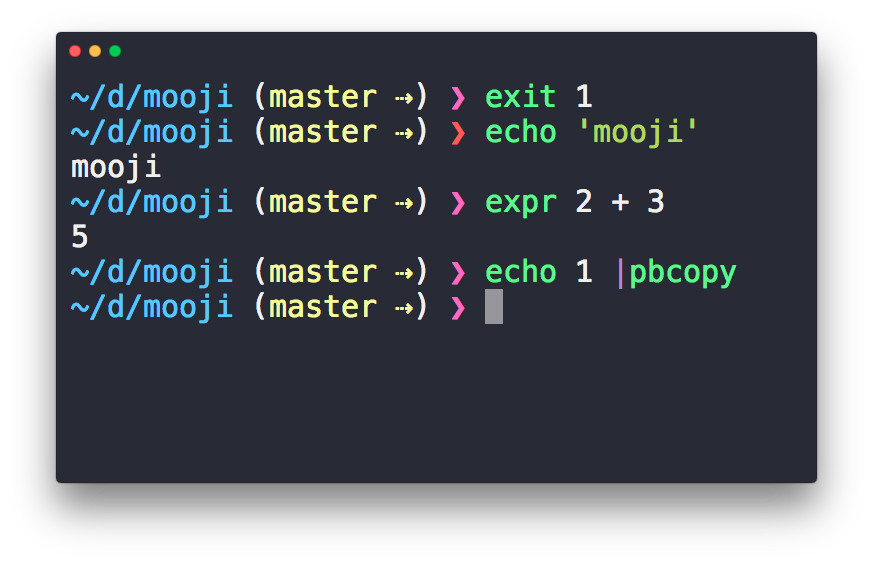 ~/d/mooji (master ⇢) ❯ exit 1
~/d/mooji (master ⇢) ❯ echo 'mooji'
mooji
~/d/mooji (master ⇢) ❯ expr 2 + 3
5
~/d/mooji (master ⇢) ❯ echo 1 |pbcopy
~/d/mooji (master ⇢) ❯